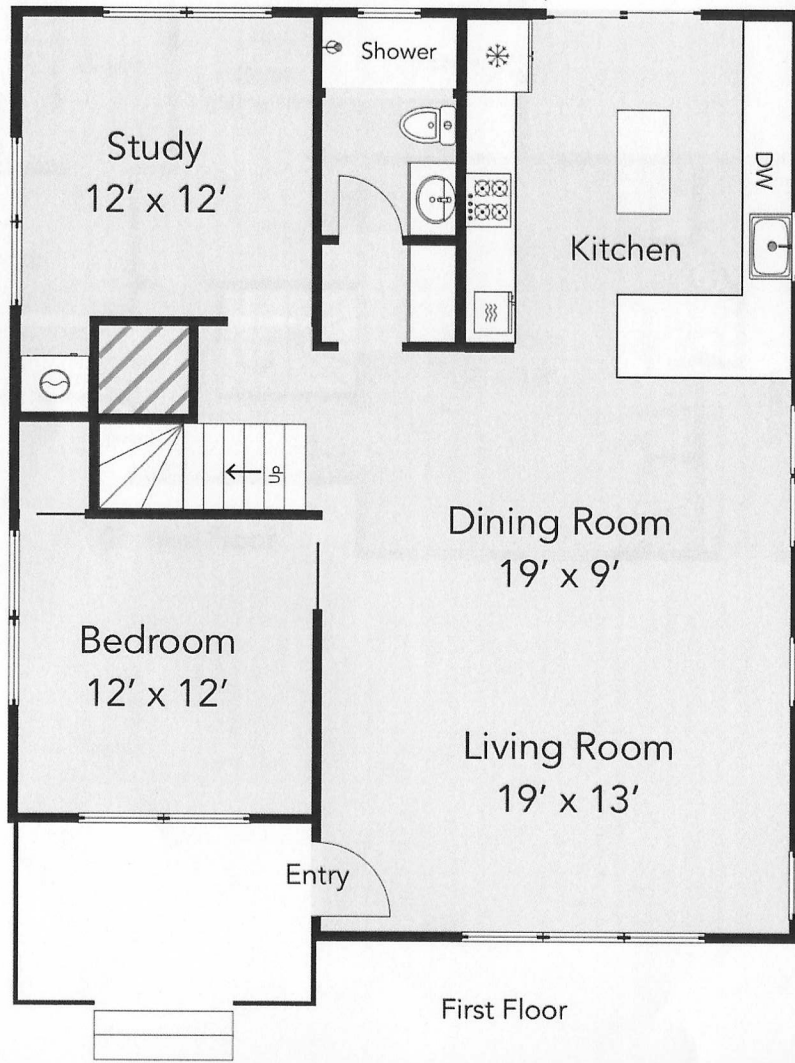 Shower
Study
12’ x 12’
DW
Kitchen
Up
Dining Room
19’ x 9’
Bedroom
12’ x 12’
Living Room
19’ x 13’
Entry
First Floor